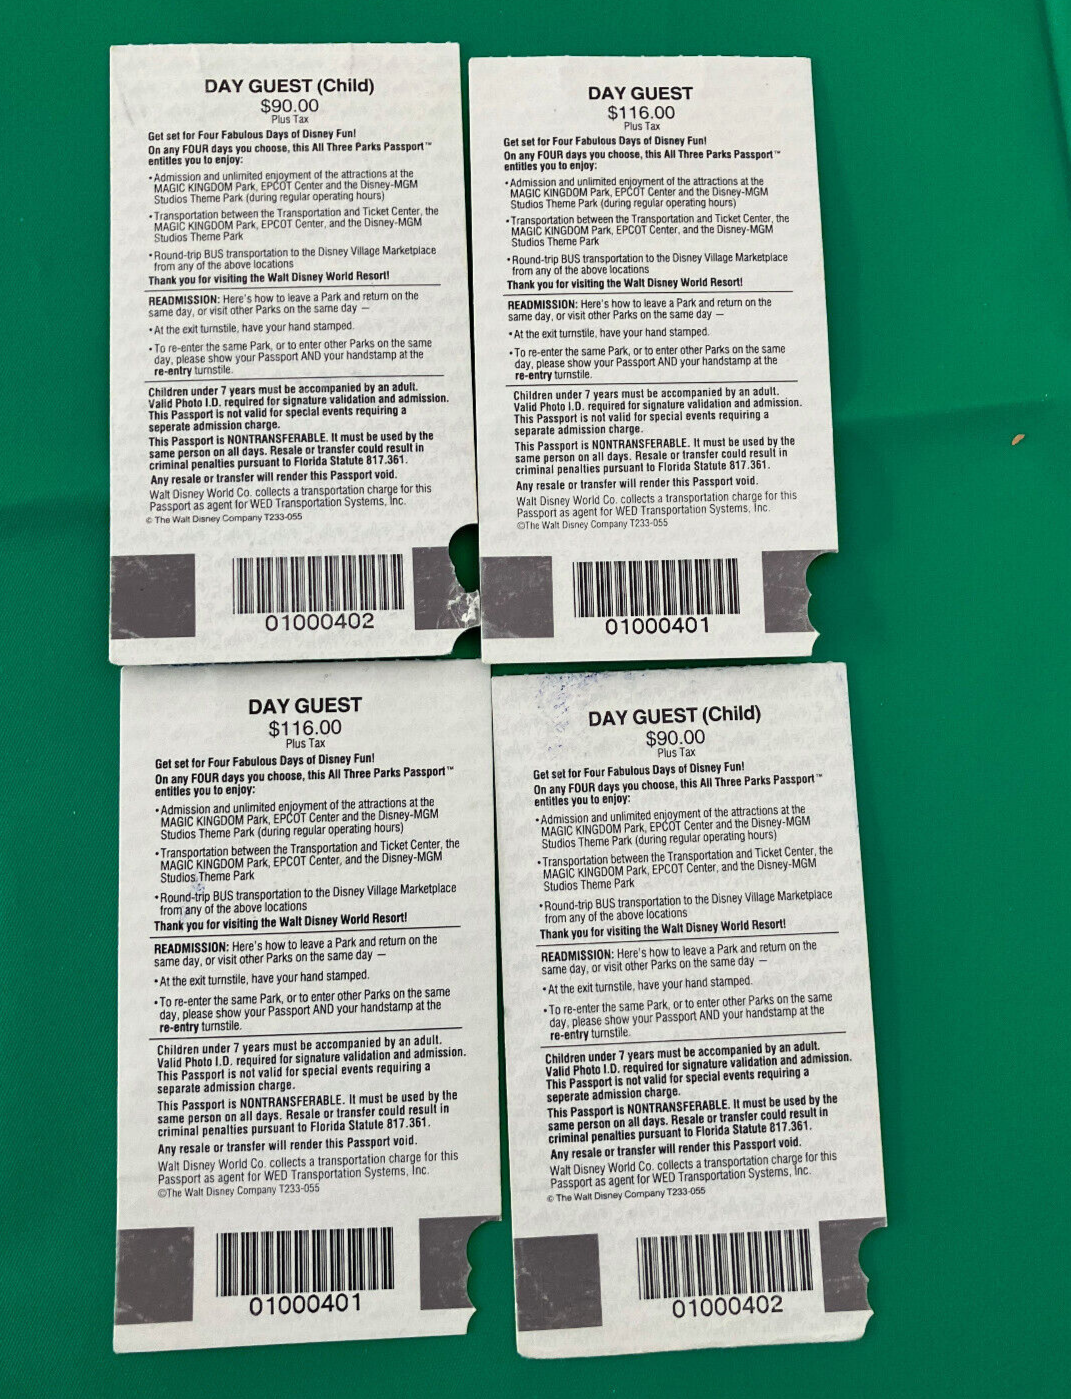 DAY GUEST (Child)
$90.00
Plus Tax
Get set for Four Fabulous Days of Disney Fun!
On any FOUR days you choose, this All Three Parks Passport™
entitles you to enjoy:
• Admission and unlimited enjoyment of the attractions at the
MAGIC KINGDOM Park, EPCOT Center and the Disney-MGM
Studios Theme Park (during regular operating hours)
• Transportation between the Transportation and Ticket Center, the
MAGIC KINGDOM Park, EPCOT Center, and the Disney-MGM
Studios Theme Park
• Round-trip BUS transportation to the Disney Village Marketplace
from any of the above locations
Thank you for visiting the Walt Disney World Resort!
READMISSION: Here's how to leave a Park and return on the
same day, or visit other Parks on the same day —
• At the exit turnstile, have your hand stamped.
• To re-enter the same Park, or to enter other Parks on the same
day, please show your Passport AND your handstamp at the
re-entry turnstile.
Children under 7 years must be accompanied by an adult.
Valid Photo I.D. required for signature validation and admission.
This Passport is not valid for special events requiring a
seperate admission charge.
This Passport is NONTRANSFERABLE. It must be used by the
same person on all days. Resale or transfer could result in
criminal penalties pursuant to Florida Statute 817.361.
Any resale or transfer will render this Passport void.
Walt Disney World Co. collects a transportation charge for this
Passport as agent for WED Transportation Systems, Inc.
© The Walt Disney Company T233-055
01000402
DAY GUEST
$116.00
Plus Tax
Get set for Four Fabulous Days of Disney Fun!
On any FOUR days you choose, this All Three Parks Passport™
entitles you to enjoy:
• Admission and unlimited enjoyment of the attractions at the
MAGIC KINGDOM Park, EPCOT Center and the Disney-MGM
Studios Theme Park (during regular operating hours)
• Transportation between the Transportation and Ticket Center, the
MAGIC KINGDOM Park, EPCOT Center, and the Disney-MGM
Studios Theme Park
• Round-trip BUS transportation to the Disney Village Marketplace
from any of the above locations
Thank you for visiting the Walt Disney World Resort!
READMISSION: Here's how to leave a Park and return on the
same day, or visit other Parks on the same day —
• At the exit turnstile, have your hand stamped.
• To re-enter the same Park, or to enter other Parks on the same
day, please show your Passport AND your handstamp at the
re-entry turnstile.
Children under 7 years must be accompanied by an adult.
Valid Photo I.D. required for signature validation and admission.
This Passport is not valid for special events requiring a
separate admission charge.
This Passport is NONTRANSFERABLE. It must be used by the
same person on all days. Resale or transfer could result in
criminal penalties pursuant to Florida Statute 817.361.
Any resale or transfer will render this Passport void.
Walt Disney World Co. collects a transportation charge for this
Passport as agent for WED Transportation Systems, Inc.
©The Walt Disney Company T233-055
01000401
DAY GUEST
$116.00
Plus Tax
Get set for Four Fabulous Days of Disney Fun!
On any FOUR days you choose, this All Three Parks Passport™
entitles you to enjoy:
• Admission and unlimited enjoyment of the attractions at the
MAGIC KINGDOM Park, EPCOT Center and the Disney-MGM
Studios Theme Park (during regular operating hours)
• Transportation between the Transportation and Ticket Center, the
MAGIC KINGDOM Park, EPCOT Center, and the Disney-MGM
Studios Theme Park
• Round-trip BUS transportation to the Disney Village Marketplace
from any of the above locations
Thank you for visiting the Walt Disney World Resort!
READMISSION: Here's how to leave a Park and return on the
same day, or visit other Parks on the same day —
• At the exit turnstile, have your hand stamped.
• To re-enter the same Park, or to enter other Parks on the same
day, please show your Passport AND your handstamp at the
re-entry turnstile.
Children under 7 years must be accompanied by an adult.
Valid Photo I.D. required for signature validation and admission.
This Passport is not valid for special events requiring a
separate admission charge.
This Passport is NONTRANSFERABLE. It must be used by the
same person on all days. Resale or transfer could result in
criminal penalties pursuant to Florida Statute 817.361.
Any resale or transfer will render this Passport void.
Walt Disney World Co. collects a transportation charge for this
Passport as agent for WED Transportation Systems, Inc.
©The Walt Disney Company T233-055
01000401
DAY GUEST (Child)
$90.00
Plus Tax
Get set for Four Fabulous Days of Disney Fun!
On any FOUR days you choose, this All Three Parks Passport™
entitles you to enjoy:
• Admission and unlimited enjoyment of the attractions at the
MAGIC KINGDOM Park, EPCOT Center and the Disney-MGM
Studios Theme Park (during regular operating hours)
• Transportation between the Transportation and Ticket Center, the
MAGIC KINGDOM Park, EPCOT Center, and the Disney-MGM
Studios Theme Park
• Round-trip BUS transportation to the Disney Village Marketplace
from any of the above locations
Thank you for visiting the Walt Disney World Resort!
READMISSION: Here's how to leave a Park and return on the
same day, or visit other Parks on the same day —
• At the exit turnstile, have your hand stamped.
• To re-enter the same Park, or to enter other Parks on the same
day, please show your Passport AND your handstamp at the
re-entry turnstile.
Children under 7 years must be accompanied by an adult.
Valid Photo I.D. required for signature validation and admission.
This Passport is not valid for special events requiring a
seperate admission charge.
This Passport is NONTRANSFERABLE. It must be used by the
same person on all days. Resale or transfer could result in
criminal penalties pursuant to Florida Statute 817.361.
Any resale or transfer will render this Passport void.
Walt Disney World Co. collects a transportation charge for this
Passport as agent for WED Transportation Systems, Inc.
© The Walt Disney Company T233-055
01000402